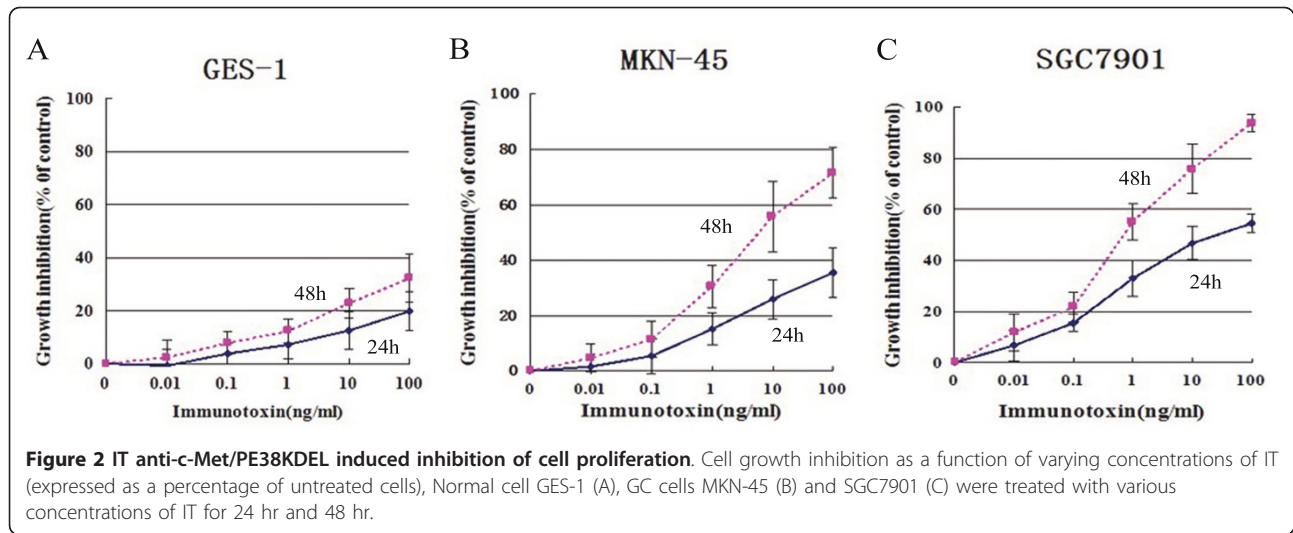 A
GES-1
Growth inhibition(% of control)
100
80
60
40
20
0
48h
24h
0 0.01 0.1 1 10 100
Immunotoxin(ng/ml)
B
MKN-45
Growth inhibition(% of control)
100
80
60
40
20
0
48h
24h
0 0.01 0.1 1 10 100
Immunotoxin(ng/ml)
C
SGC7901
Growth inhibition(% of control)
100
80
60
40
20
0
48h
24h
0 0.01 0.1 1 10 100
Immunotoxin(ng/ml)
Figure 2 IT anti-c-Met/PE38KDEL induced inhibition of cell proliferation. Cell growth inhibition as a function of varying concentrations of IT
(expressed as a percentage of untreated cells), Normal cell GES-1 (A), GC cells MKN-45 (B) and SGC7901 (C) were treated with various
concentrations of IT for 24 hr and 48 hr.